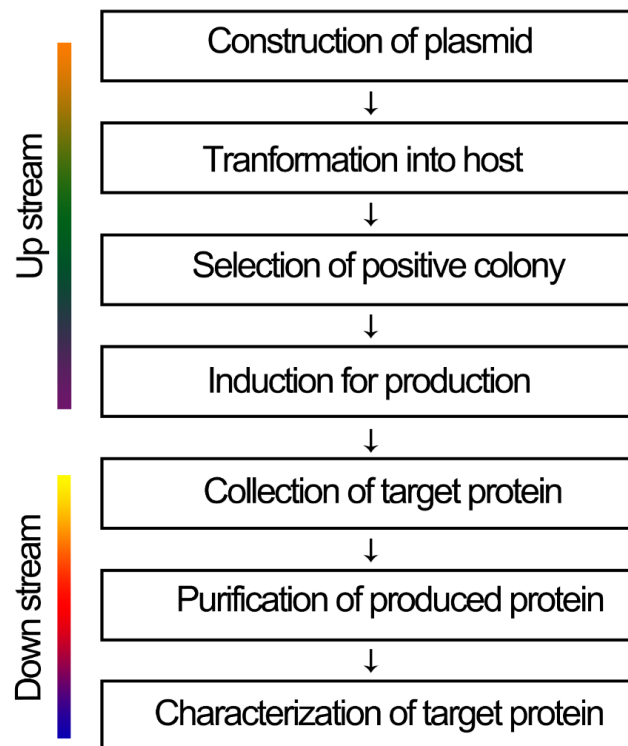 Up stream
Construction of plasmid
↓
Tranformation into host
↓
Selection of positive colony
↓
Induction for production
↓
Down stream
Collection of target protein
↓
Purification of produced protein
↓
Characterization of target protein